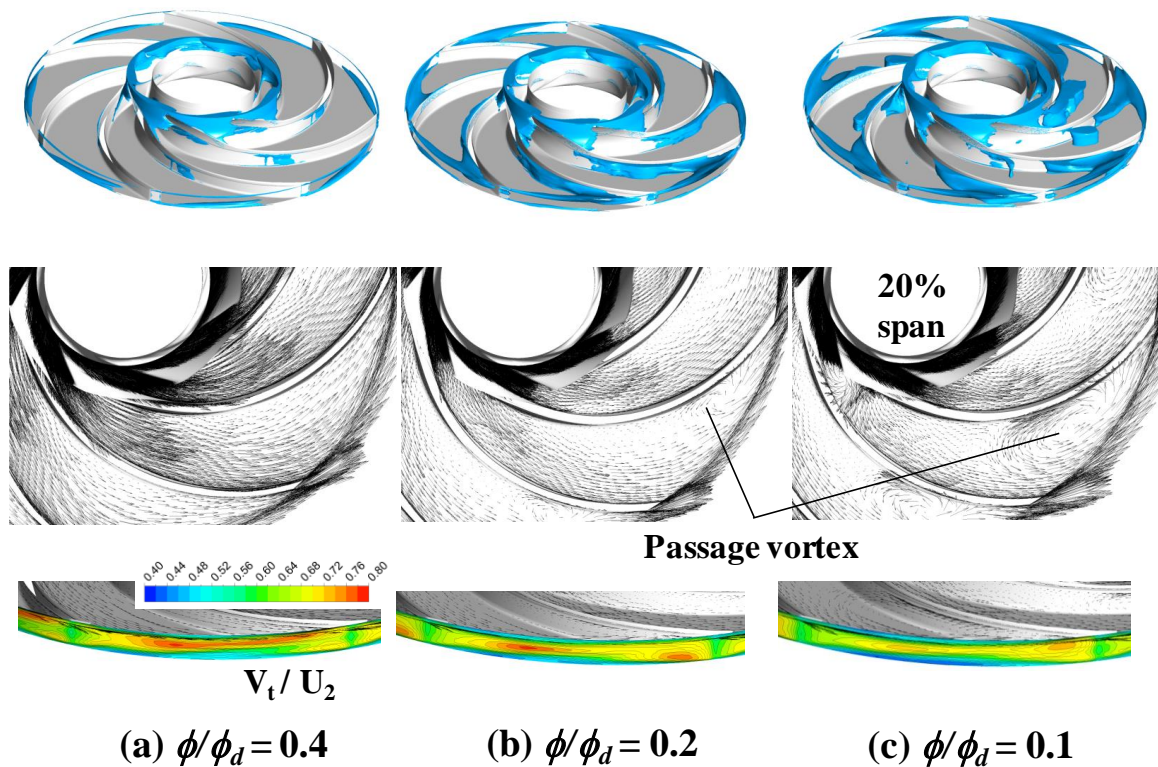 20%
span
Passage vortex
0.40 0.44 0.48 0.52 0.56 0.60 0.64 0.68 0.72 0.76 0.80
Vₜ / U₂
(a) ϕ/ϕd = 0.4
(b) ϕ/ϕd = 0.2
(c) ϕ/ϕd = 0.1